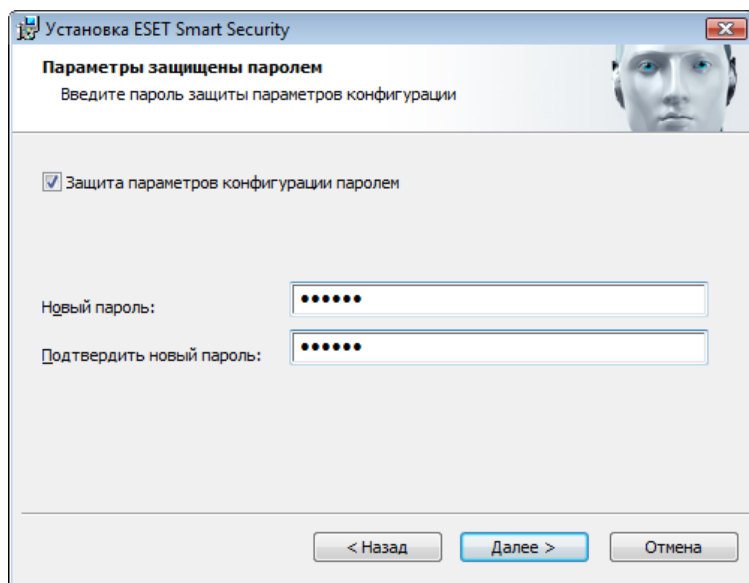 Установка ESET Smart Security
Параметры защищены паролем
Введите пароль защиты параметров конфигурации
Защита параметров конфигурации паролем
Новый пароль: ••••••
Подтвердить новый пароль: ••••••
< Назад Далее > Отмена